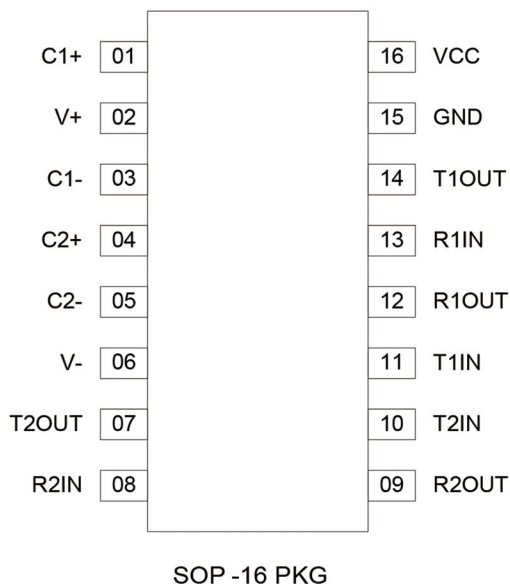 C1+ 01 16 VCC
V+ 02 15 GND
C1- 03 14 T1OUT
C2+ 04 13 R1IN
C2- 05 12 R1OUT
V- 06 11 T1IN
T2OUT 07 10 T2IN
R2IN 08 09 R2OUT
SOP -16 PKG